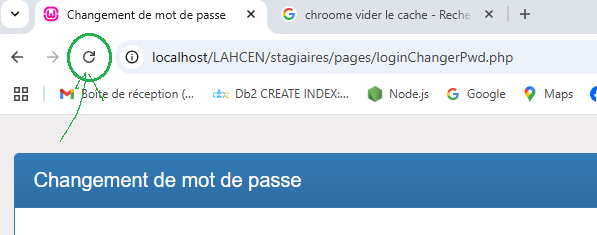 Changement de mot de passe
chroome vider le cache - Reche
localhost/LAHCEN/stagiaires/pages/loginChangerPwd.php
Boîte de réception (...
Db2 CREATE INDEX:...
Node.js
Google
Maps
Changement de mot de passe